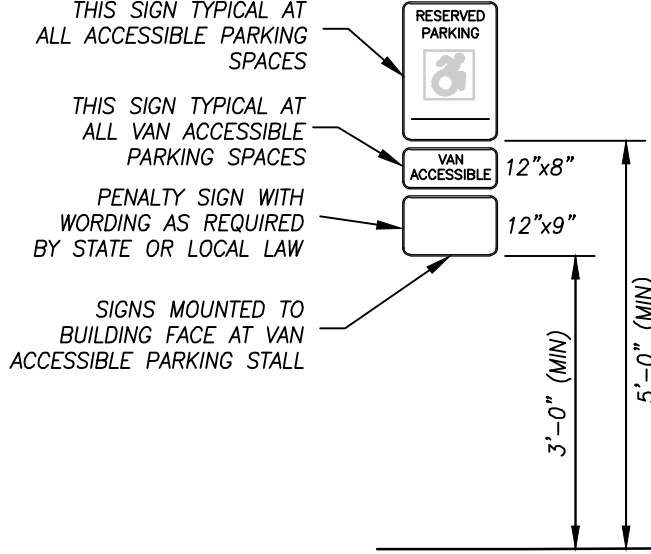 THIS SIGN TYPICAL AT
ALL ACCESSIBLE PARKING
SPACES
RESERVED
PARKING
THIS SIGN TYPICAL AT
ALL VAN ACCESSIBLE
PARKING SPACES
VAN
ACCESSIBLE
12"x8"
PENALTY SIGN WITH
WORDING AS REQUIRED
BY STATE OR LOCAL LAW
12"x9"
SIGNS MOUNTED TO
BUILDING FACE AT VAN
ACCESSIBLE PARKING STALL
3'-0" (MIN)
5'-0" (MIN)